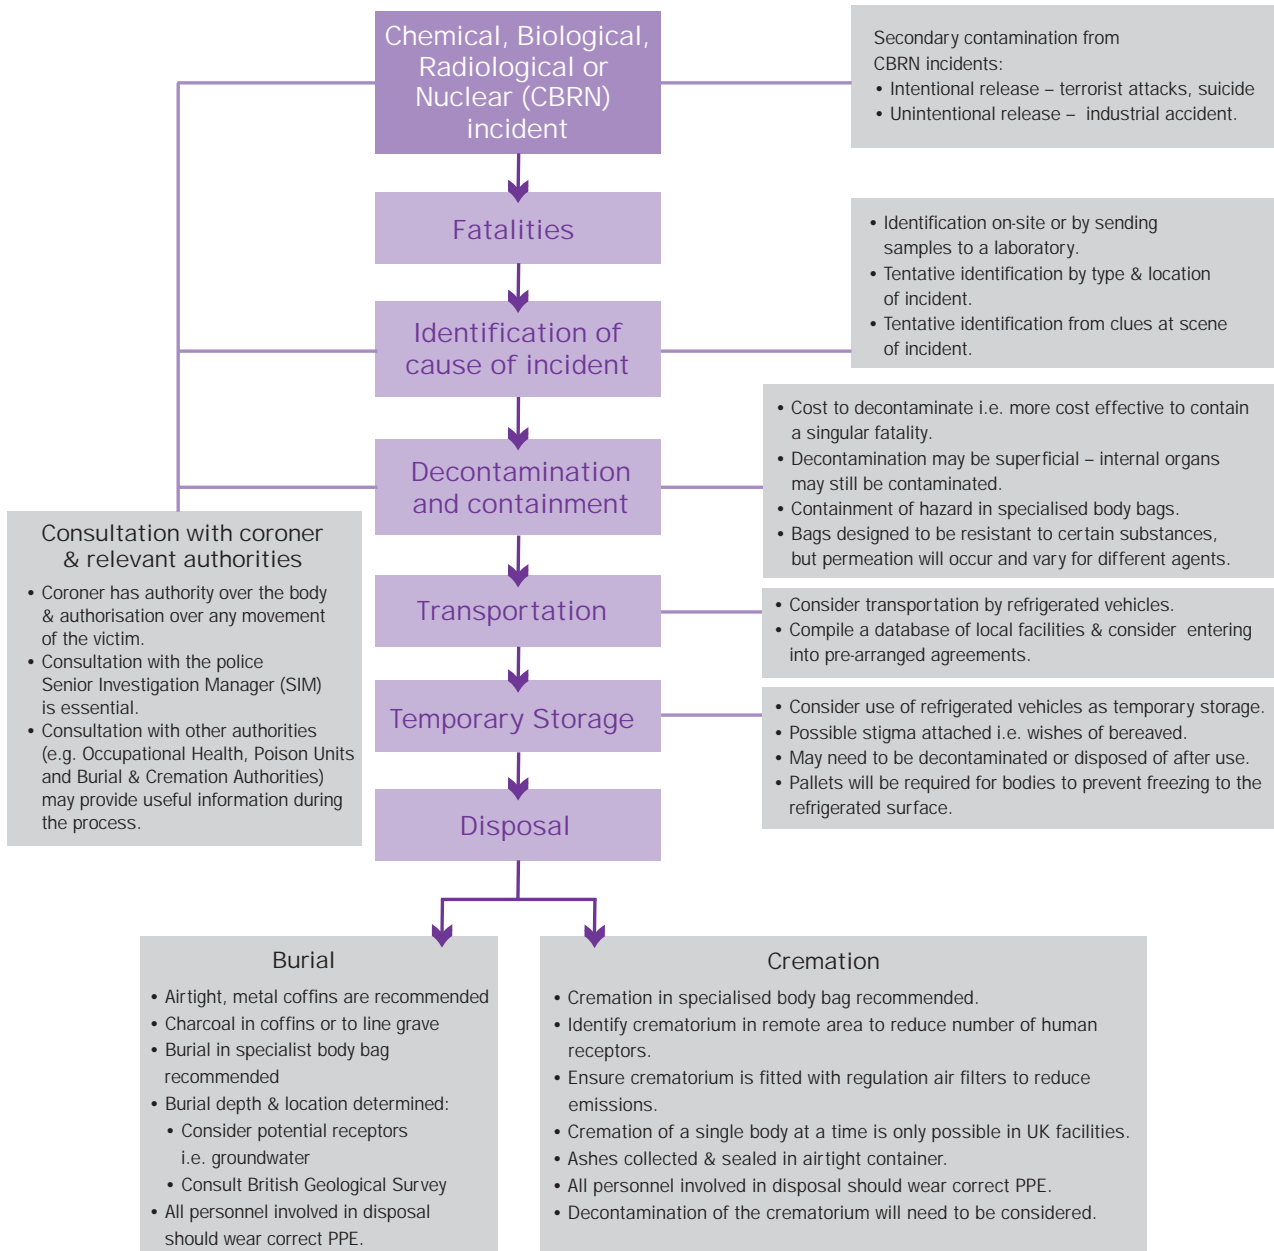 Chemical, Biological,
Radiological or
Nuclear (CBRN)
incident
Secondary contamination from
CBRN incidents:
• Intentional release – terrorist attacks, suicide
• Unintentional release – industrial accident.
Fatalities
• Identification on-site or by sending
samples to a laboratory.
• Tentative identification by type & location
of incident.
• Tentative identification from clues at scene
of incident.
Identification of
cause of incident
Decontamination
and containment
• Cost to decontaminate i.e. more cost effective to contain
a singular fatality.
• Decontamination may be superficial – internal organs
may still be contaminated.
• Containment of hazard in specialised body bags.
• Bags designed to be resistant to certain substances,
but permeation will occur and vary for different agents.
Consultation with coroner
& relevant authorities
• Coroner has authority over the body
& authorisation over any movement
of the victim.
• Consultation with the police
Senior Investigation Manager (SIM)
is essential.
• Consultation with other authorities
(e.g. Occupational Health, Poison Units
and Burial & Cremation Authorities)
may provide useful information during
the process.
Transportation
• Consider transportation by refrigerated vehicles.
• Compile a database of local facilities & consider entering
into pre-arranged agreements.
Temporary Storage
• Consider use of refrigerated vehicles as temporary storage.
• Possible stigma attached i.e. wishes of bereaved.
• May need to be decontaminated or disposed of after use.
• Pallets will be required for bodies to prevent freezing to the
refrigerated surface.
Disposal
Burial
• Airtight, metal coffins are recommended
• Charcoal in coffins or to line grave
• Burial in specialist body bag
recommended
• Burial depth & location determined:
• Consider potential receptors
i.e. groundwater
• Consult British Geological Survey
• All personnel involved in disposal
should wear correct PPE.
Cremation
• Cremation in specialised body bag recommended.
• Identify crematorium in remote area to reduce number of human
receptors.
• Ensure crematorium is fitted with regulation air filters to reduce
emissions.
• Cremation of a single body at a time is only possible in UK facilities.
• Ashes collected & sealed in airtight container.
• All personnel involved in disposal should wear correct PPE.
• Decontamination of the crematorium will need to be considered.